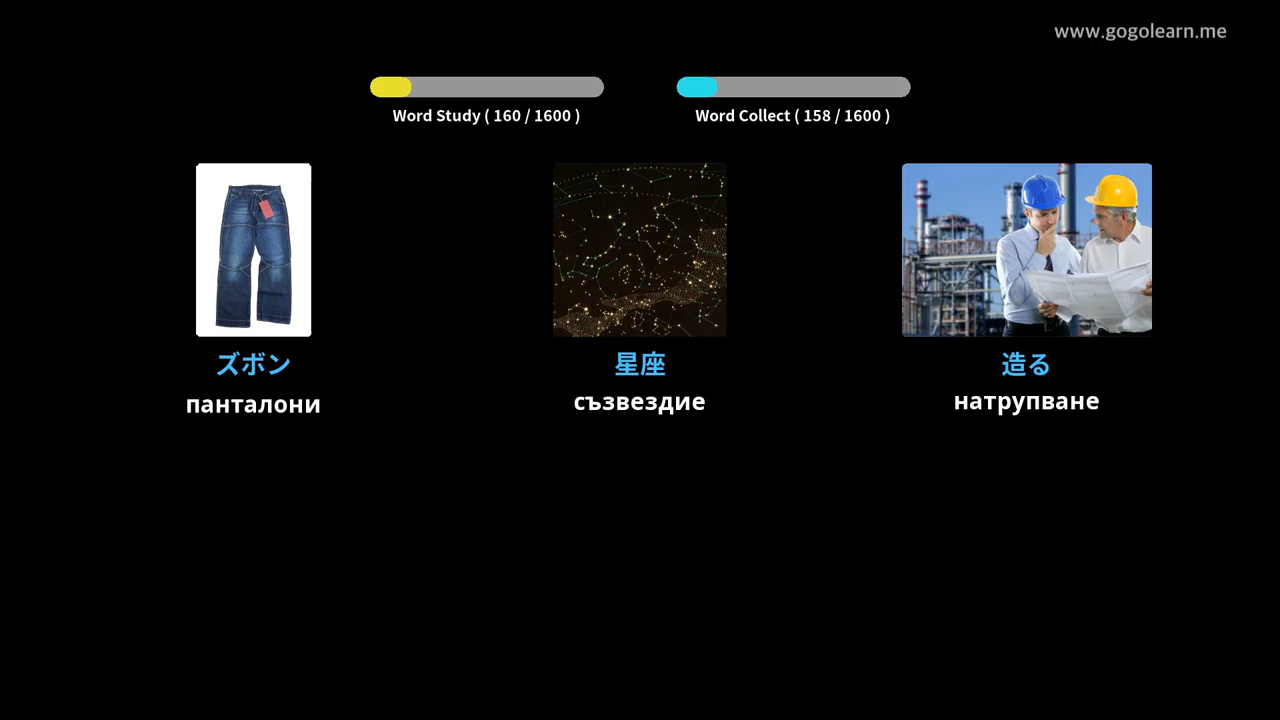 www.gogolearn.me
Word Study ( 160 / 1600 )
Word Collect ( 158 / 1600 )
ズボン
панталони
星座
съзвездие
造る
натрупване